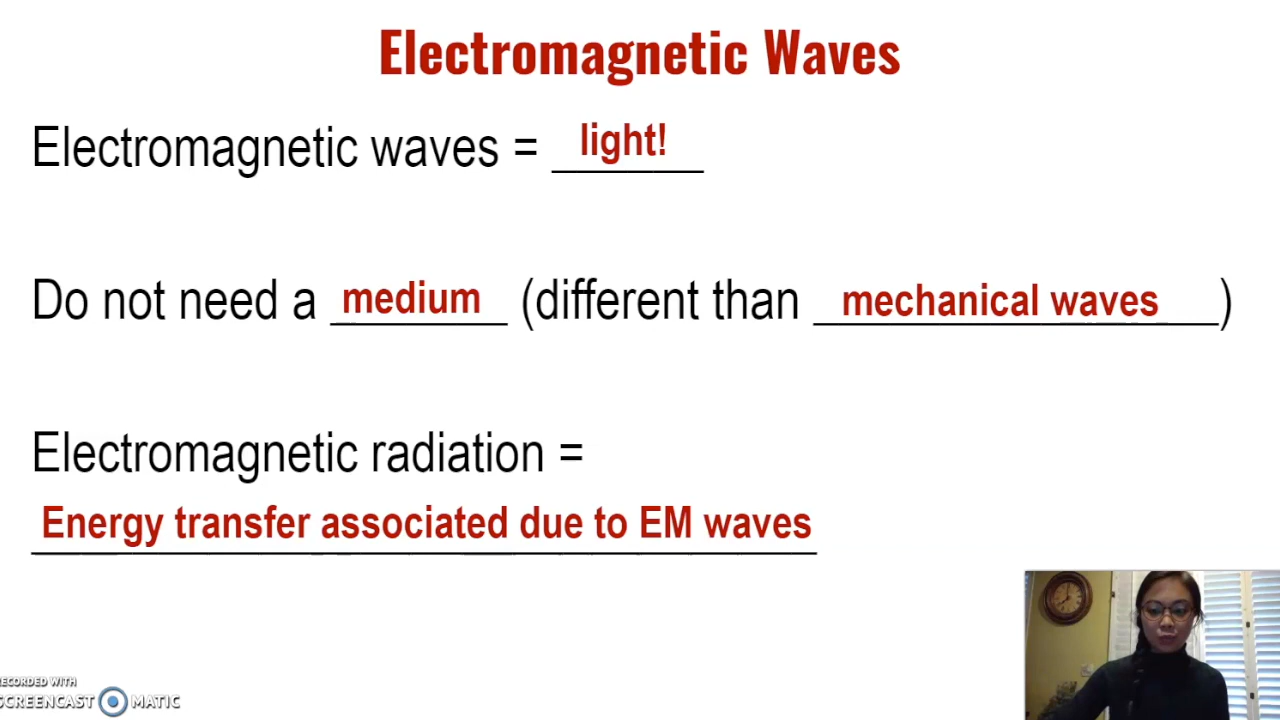 Electromagnetic Waves
Electromagnetic waves = light!
Do not need a medium (different than mechanical waves)
Electromagnetic radiation =
Energy transfer associated due to EM waves
RECORDED WITH
SCREENCAST MATIC